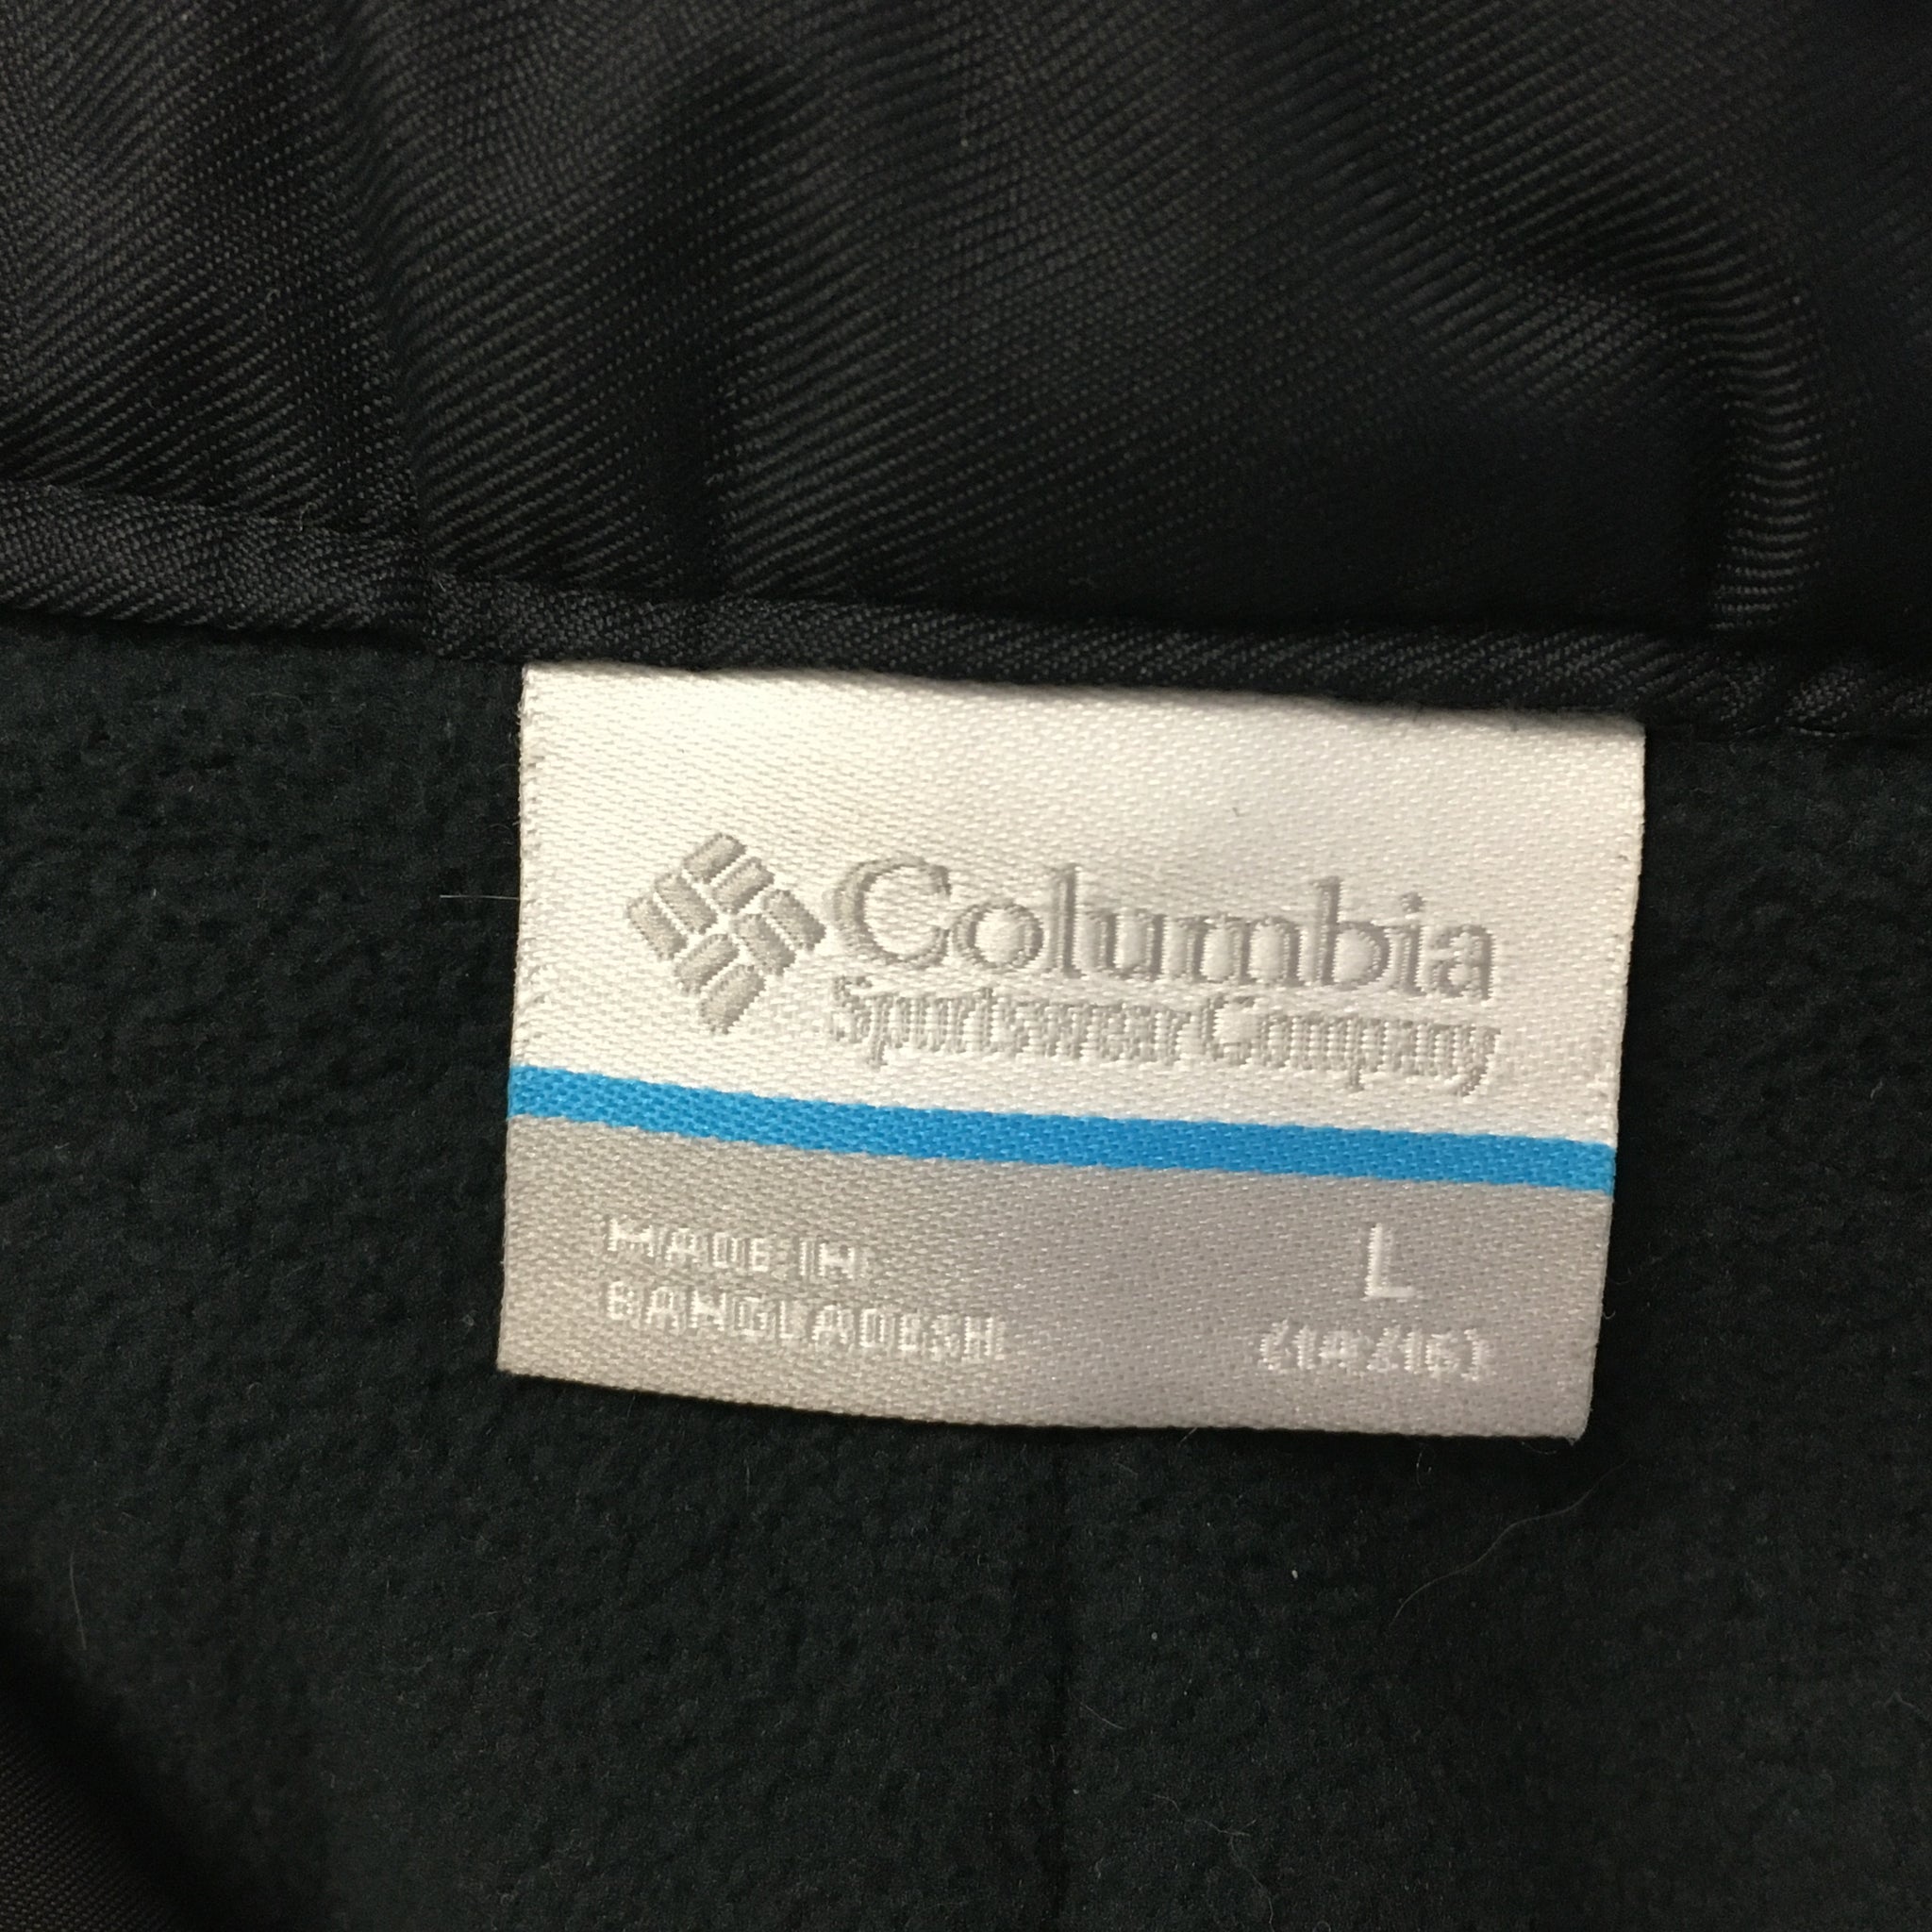 Columbia
Sportswear Company
MADE IN
BANGLADESH
L
(14/16)